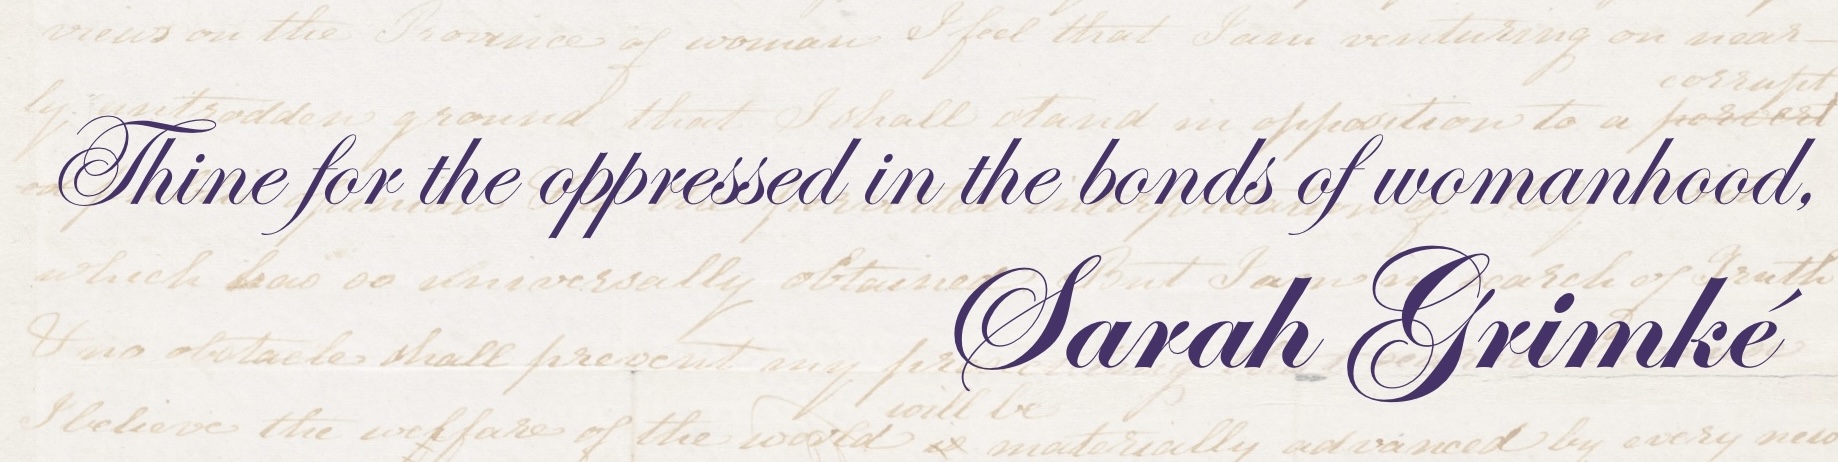 views on the Province of woman I feel that I am venturing on near-
corrupt
ly untrodden ground that I shall stand in opposition to a
Thine for the oppressed in the bonds of womanhood,
which has so universally obtained But I am in search of Truth
Sarah Grimké
& no obstacle shall prevent my
will be
I believe the welfare of the world is materially advanced by every new